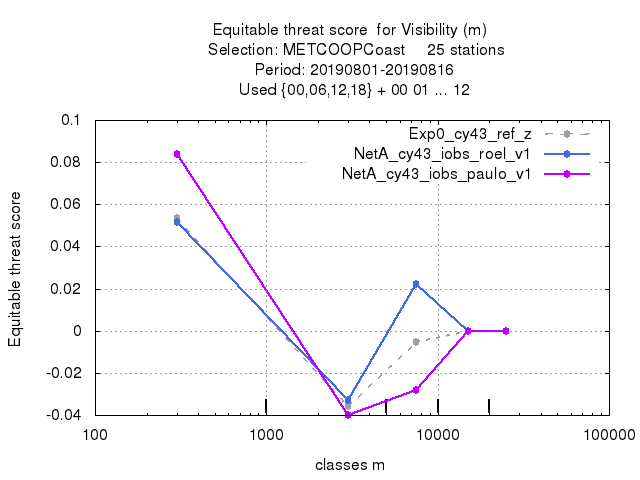 Equitable threat score for Visibility (m)
Selection: METCOOPCoast 25 stations
Period: 20190801-20190816
Used {00,06,12,18} + 00 01 ... 12
Exp0_cy43_ref_z
NetA_cy43_iobs_roel_v1
NetA_cy43_iobs_paulo_v1
Equitable threat score
0.1
0.08
0.06
0.04
0.02
0
-0.02
-0.04
100 1000 10000 100000
classes m